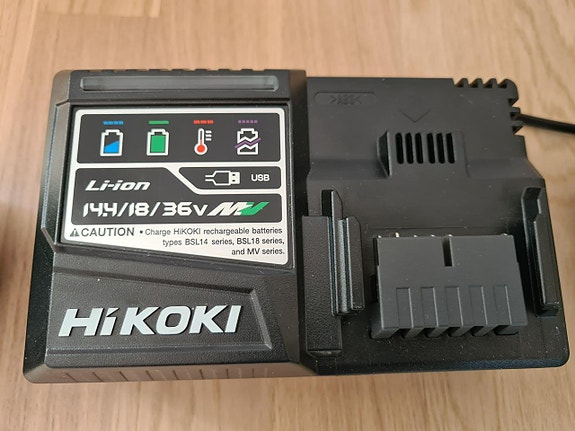 >ABS<
Li-ion
USB
14.4/18/36v MV
CAUTION • Charge HiKOKI rechargeable batteries
types BSL14 series, BSL18 series,
and MV series.
HiKOKI